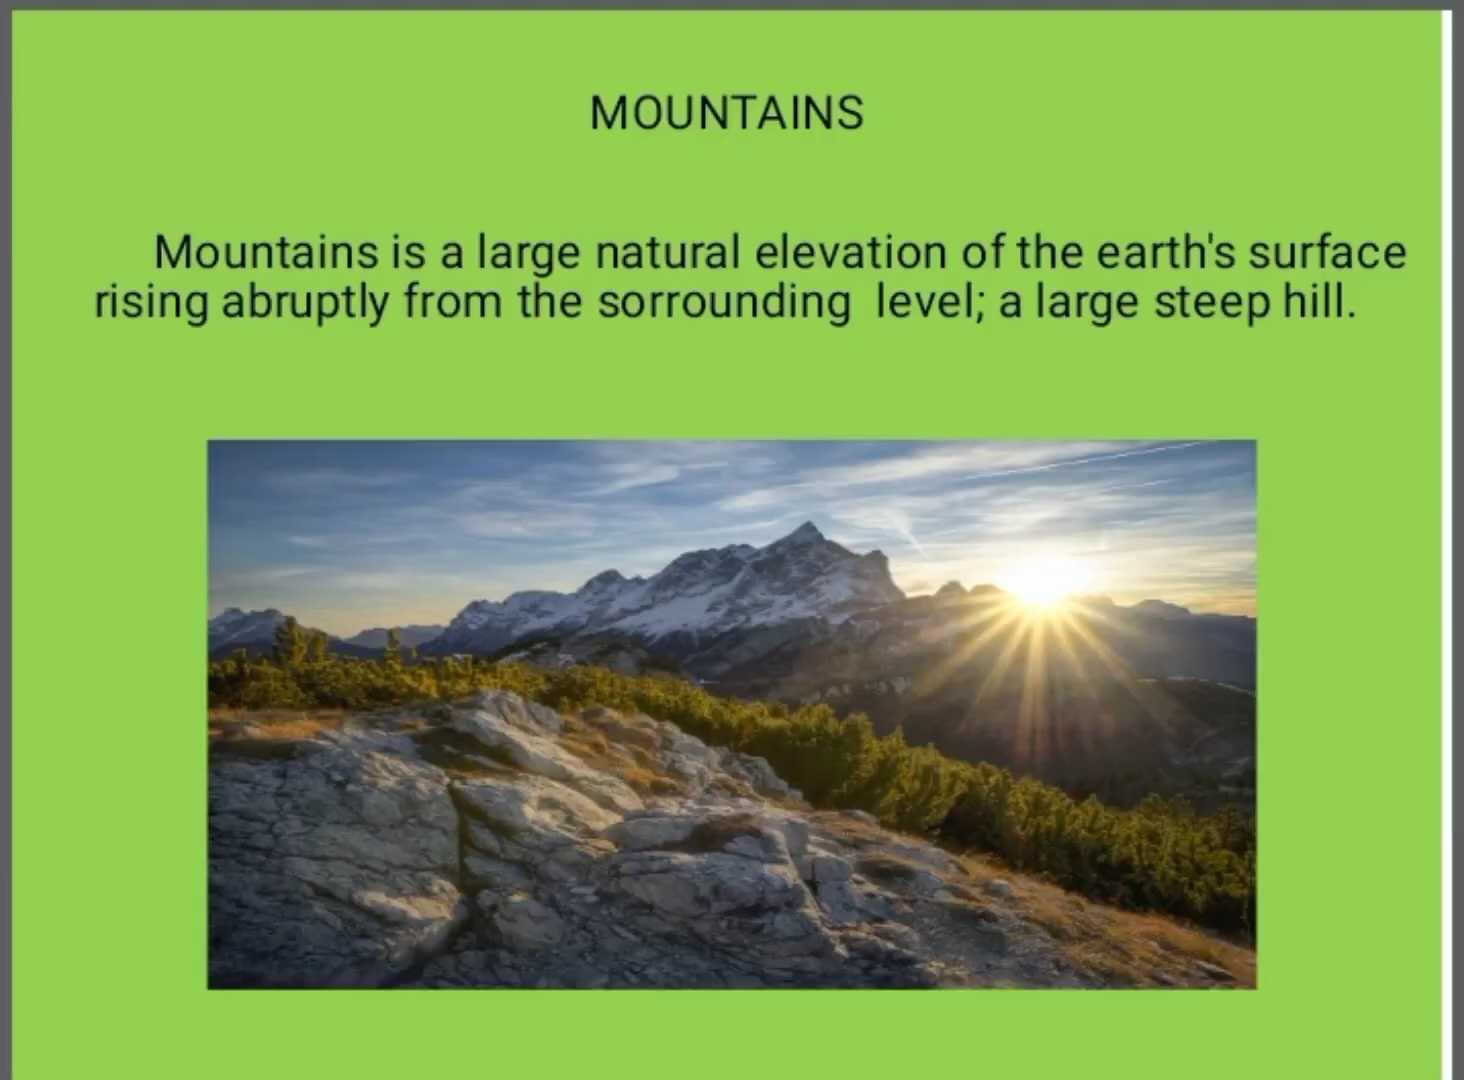 MOUNTAINS
Mountains is a large natural elevation of the earth's surface
rising abruptly from the sorrounding  level; a large steep hill.